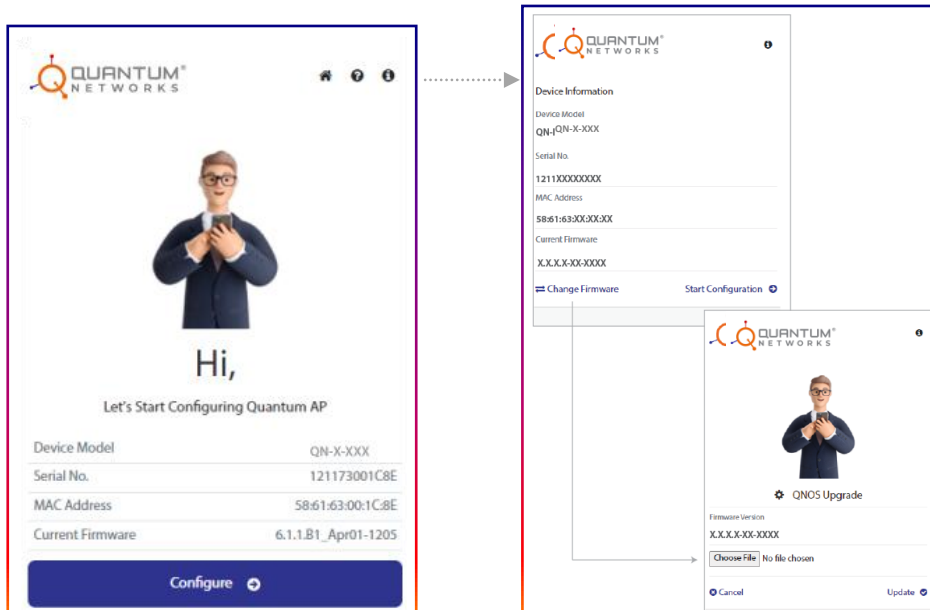 QUANTUM®
NETWORKS
Hi,
Let's Start Configuring Quantum AP
Device Model QN-X-XXX
Serial No. 121173001C8E
MAC Address 58:61:63:00:1C:8E
Current Firmware 6.1.1.B1_Apr01-1205
Configure
QUANTUM®
NETWORKS
Device Information
Device Model
QN-IQN-X-XXX
Serial No.
1211XXXXXXXX
MAC Address
58:61:63:XX:XX:XX
Current Firmware
X.X.X.X-XX-XXXX
Change Firmware Start Configuration
QUANTUM®
NETWORKS
QNOS Upgrade
Firmware Version
X.X.X.X-XX-XXXX
Choose File No file chosen
Cancel Update